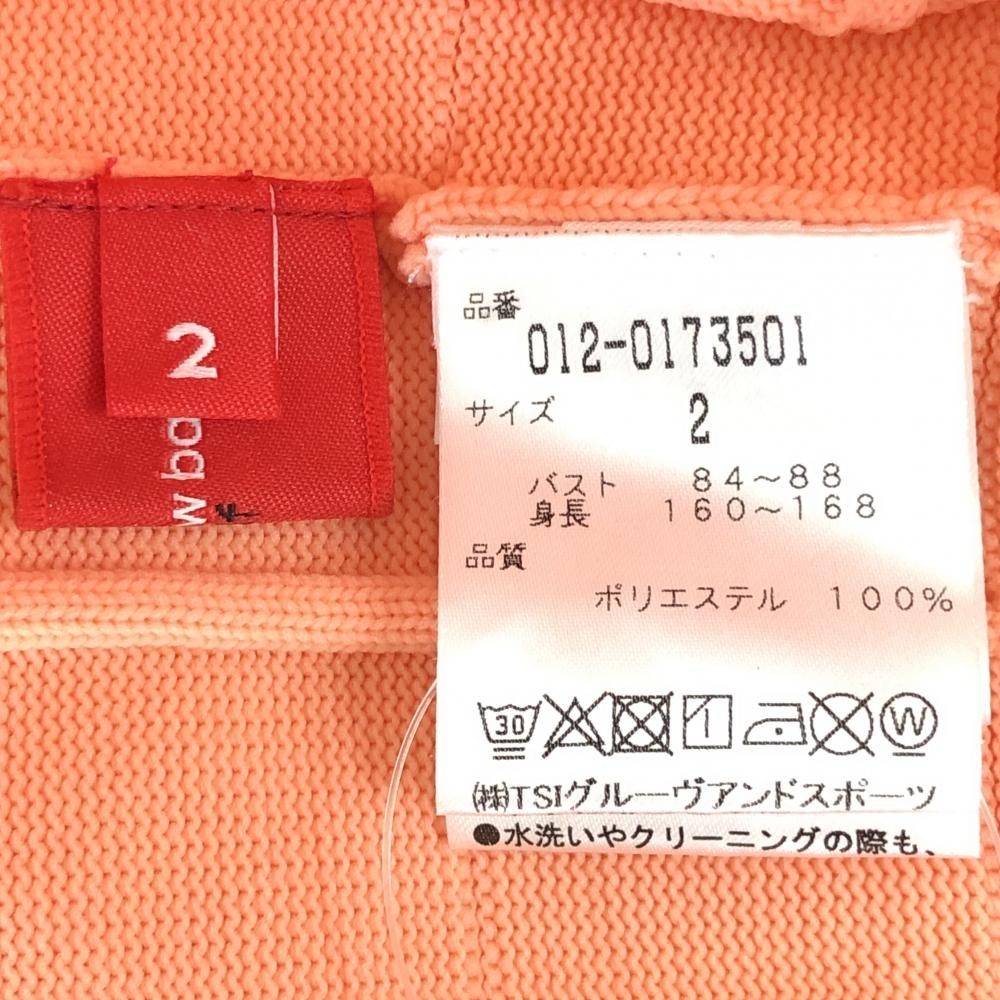 2
品番
012-0173501
サイズ 2
バスト 84～88
身長 160～168
品質
ポリエステル 100%
30
W
㈱TSIグルーヴアンドスポーツ
●水洗いやクリーニングの際も、